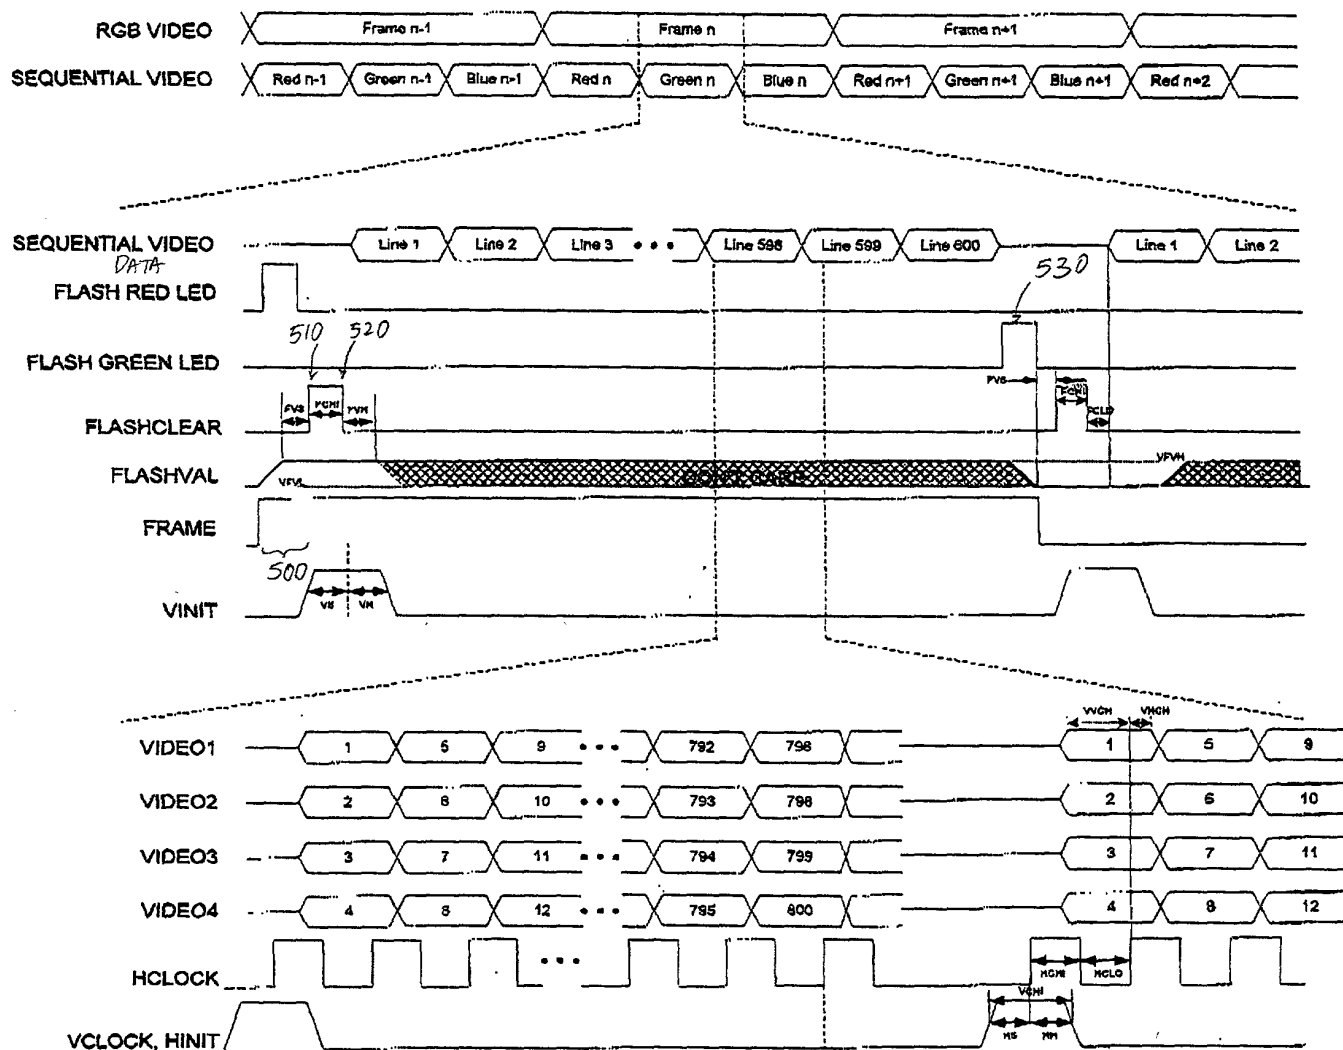 RGB VIDEO Frame n-1 Frame n Frame n+1
SEQUENTIAL VIDEO Red n-1 Green n-1 Blue n-1 Red n Green n Blue n Red n+1 Green n+1 Blue n+1 Red n+2
SEQUENTIAL VIDEO Line 1 Line 2 Line 3 Line 598 Line 599 Line 600 Line 1 Line 2
DATA
530
FLASH RED LED
510 520
FLASH GREEN LED
FVS
FVS FCHI FVH FCHI FCLD
FLASHCLEAR
VFVH
FLASHVAL DON'T CARE
VFVL
FRAME
500
VINIT VS VH
VVCH VHCH
VIDEO1 1 5 9 792 796 1 5 9
VIDEO2 2 6 10 793 798 2 6 10
VIDEO3 3 7 11 794 799 3 7 11
VIDEO4 4 8 12 795 800 4 8 12
HCLOCK HCHI HCLO
VCHI
VCLOCK, HINIT HS HH